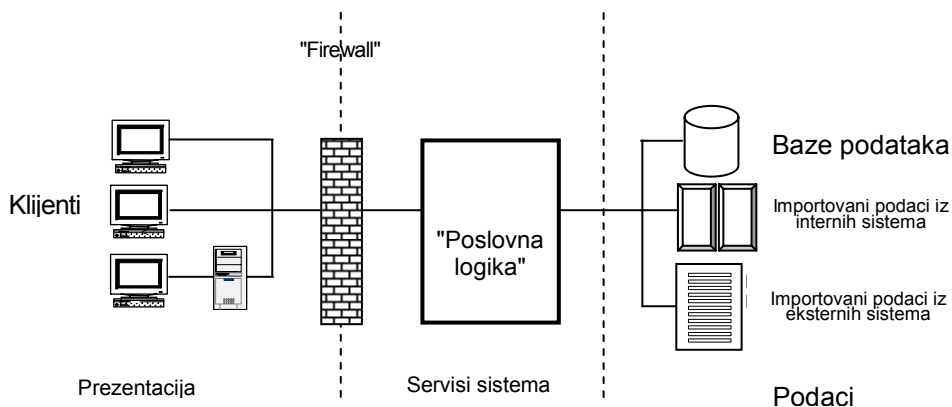 "Firewall"
Klijenti
"Poslovna
logika"
Baze podataka
Importovani podaci iz
internih sistema
Importovani podaci iz
eksternih sistema
Prezentacija
Servisi sistema
Podaci